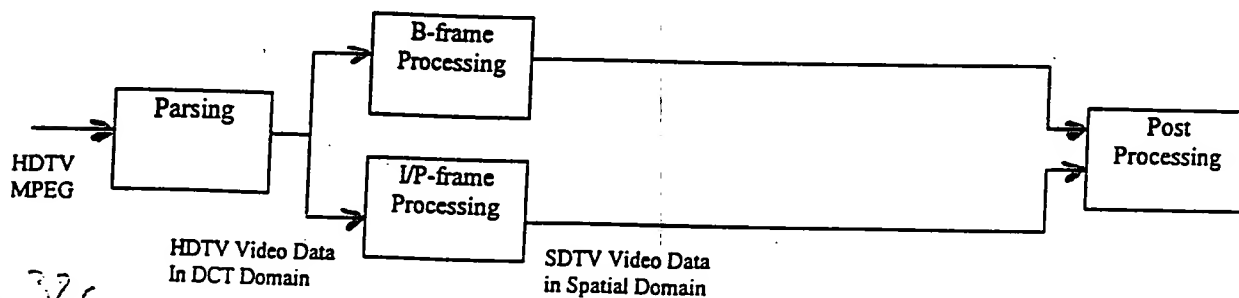 B-frame
Processing
Parsing
Post
Processing
HDTV
MPEG
I/P-frame
Processing
HDTV Video Data
In DCT Domain
SDTV Video Data
in Spatial Domain